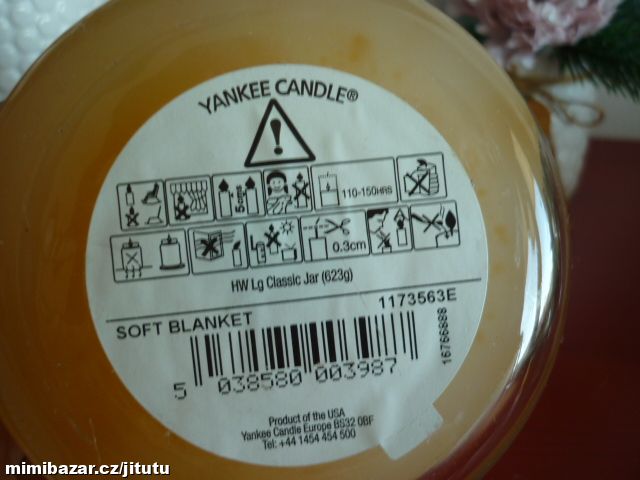 YANKEE CANDLE®
5cms
110-150HRS
0.3cm
HW Lg Classic Jar (623g)
1173563E
SOFT BLANKET
16766888
5 038580 003987
Product of the USA
Yankee Candle Europe BS32 0BF
Tel: +44 1454 454 500
mimibazar.cz/jitutu